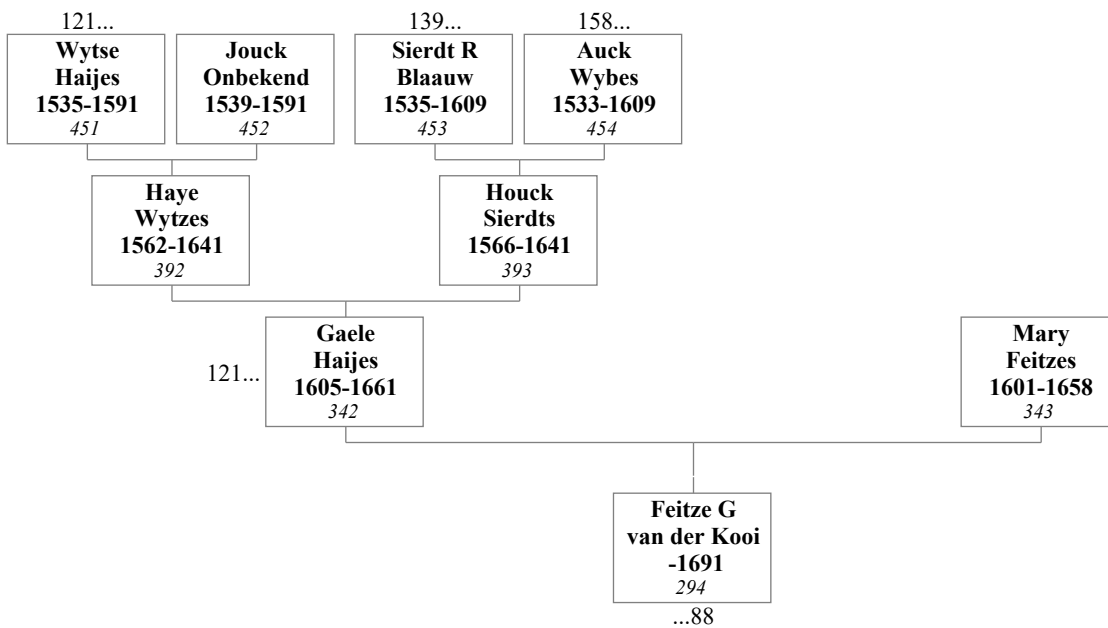 121...
139...
158...
Wytse
Haijes
1535-1591
451
Jouck
Onbekend
1539-1591
452
Sierdt R
Blaauw
1535-1609
453
Auck
Wybes
1533-1609
454
Haye
Wytzes
1562-1641
392
Houck
Sierdts
1566-1641
393
121...
Gaele
Haijes
1605-1661
342
Mary
Feitzes
1601-1658
343
Feitze G
van der Kooi
-1691
294
...88